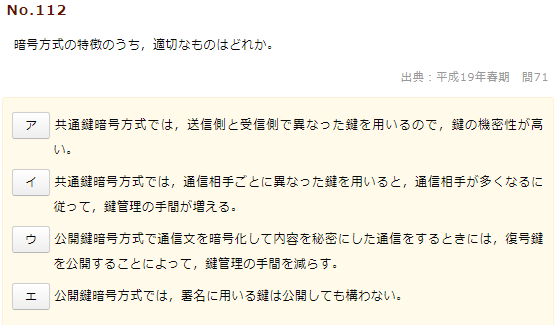 No.112
暗号方式の特徴のうち，適切なものはどれか。
出典：平成19年春期　問71
ア 共通鍵暗号方式では，送信側と受信側で異なった鍵を用いるので，鍵の機密性が高
い。
イ 共通鍵暗号方式では，通信相手ごとに異なった鍵を用いると，通信相手が多くなるに
従って，鍵管理の手間が増える。
ウ 公開鍵暗号方式で通信文を暗号化して内容を秘密にした通信をするときには，復号鍵
を公開することによって，鍵管理の手間を減らす。
エ 公開鍵暗号方式では，署名に用いる鍵は公開しても構わない。